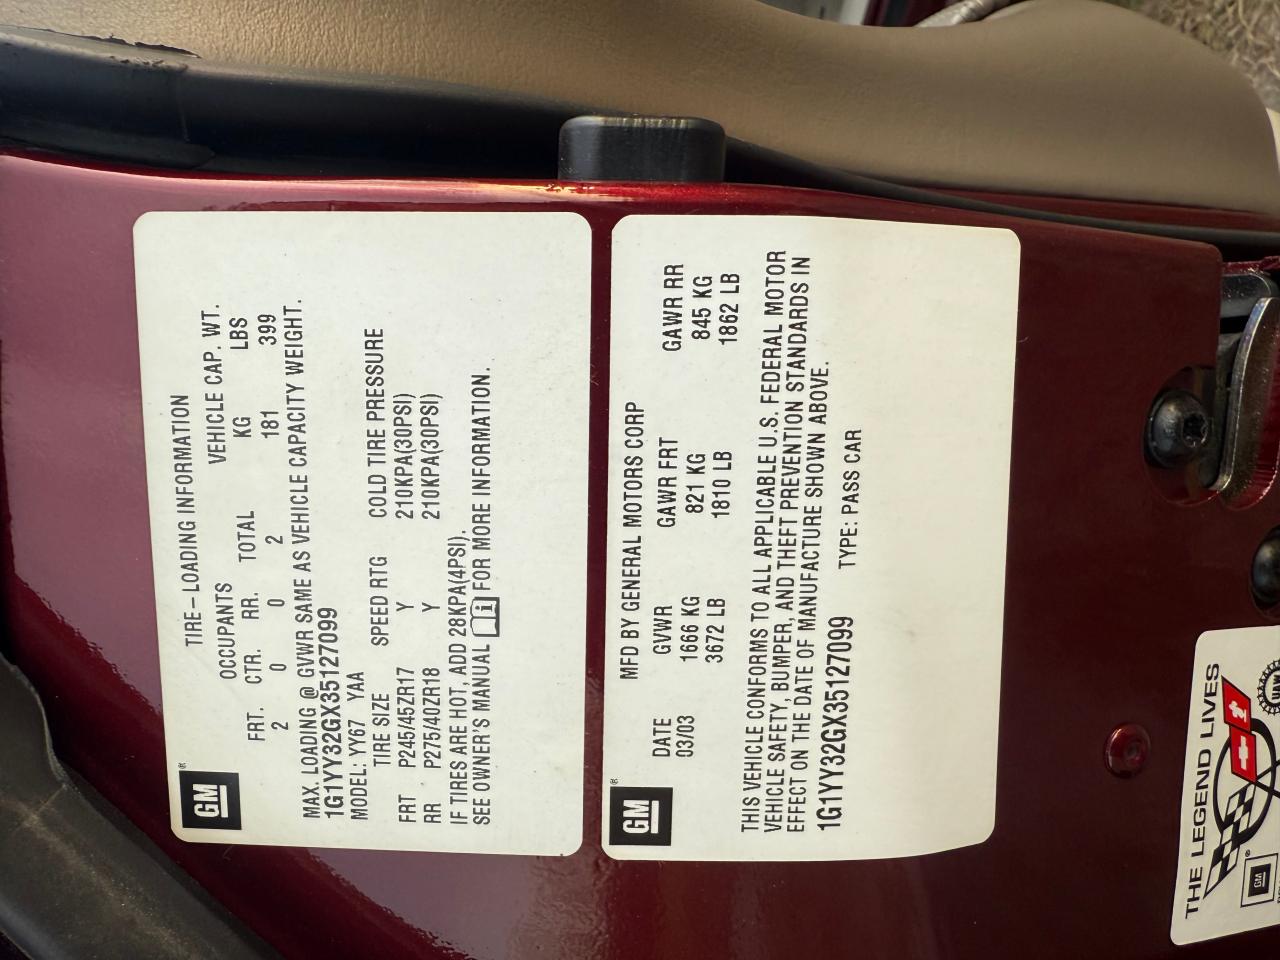 GM ®
TIRE-LOADING INFORMATION
OCCUPANTS VEHICLE CAP. WT.
FRT. CTR. RR. TOTAL KG LBS
2 0 0 2 181 399
MAX. LOADING @ GVWR SAME AS VEHICLE CAPACITY WEIGHT.
1G1YY32GX35127099
MODEL: YY67 YAA
TIRE SIZE SPEED RTG COLD TIRE PRESSURE
FRT P245/45ZR17 Y 210KPA(30PSI)
RR P275/40ZR18 Y 210KPA(30PSI)
IF TIRES ARE HOT, ADD 28KPA(4PSI).
SEE OWNER'S MANUAL i FOR MORE INFORMATION.
GM ®
MFD BY GENERAL MOTORS CORP
DATE GVWR GAWR FRT GAWR RR
03/03 1666 KG 821 KG 845 KG
3672 LB 1810 LB 1862 LB
THIS VEHICLE CONFORMS TO ALL APPLICABLE U.S. FEDERAL MOTOR
VEHICLE SAFETY, BUMPER, AND THEFT PREVENTION STANDARDS IN
EFFECT ON THE DATE OF MANUFACTURE SHOWN ABOVE.
1G1YY32GX35127099 TYPE: PASS CAR
THE LEGEND LIVES
GM ®